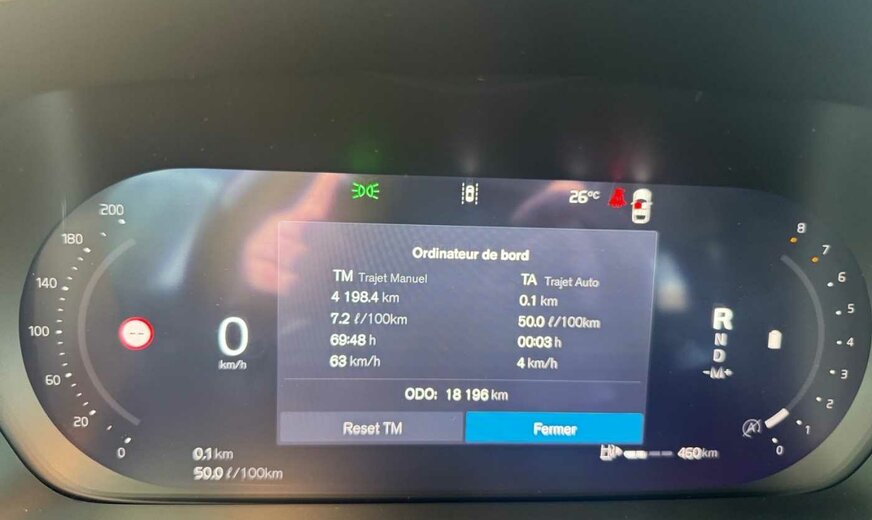 26°C
200
180
140
100
60
20
0
0
km/h
Ordinateur de bord
TM Trajet Manuel
4 198.4 km
7.2 ℓ/100km
69:48 h
63 km/h
TA Trajet Auto
0.1 km
50.0 ℓ/100km
00:03 h
4 km/h
ODO: 18 196 km
Reset TM
Fermer
R
N
D
-M+
8
7
6
5
4
3
2
1
0
A
0.1 km
50.0 ℓ/100km
460km